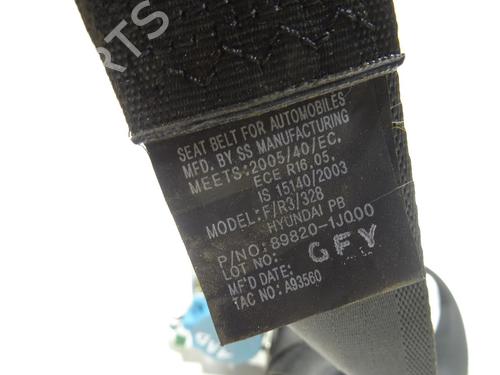 PARTS
SEAT BELT FOR AUTOMOBILES
MFD. BY SS MANUFACTURING
MEETS:2005/40/EC,
ECE R16.05,
IS 15140/2003
MODEL: F/R3/328
HYUNDAI PB
P/NO: 89820-1J000
LOT NO: GFY
MF'D DATE:
TAC NO: A93560